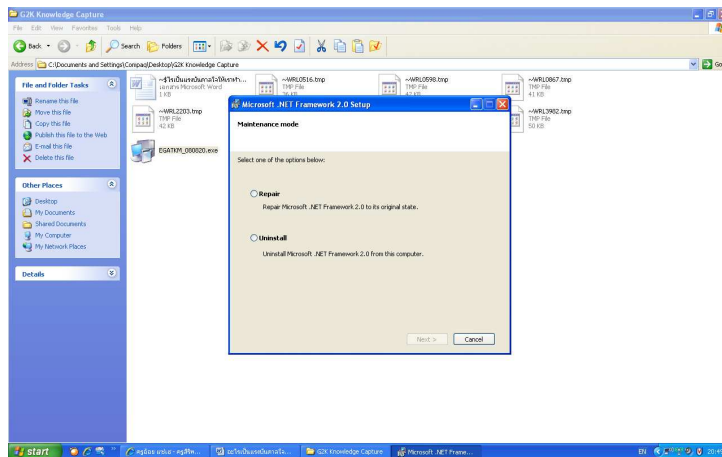 G2K Knowledge Capture
File Edit View Favorites Tools Help
Back Search Folders
Address C:\Documents and Settings\Compaq\Desktop\G2K Knowledge Capture Go
File and Folder Tasks
Rename this file
Move this file
Copy this file
Publish this file to the Web
E-mail this file
Delete this file
Other Places
Desktop
My Documents
Shared Documents
My Computer
My Network Places
Details
เอกสาร Microsoft Word
1 KB
~WRL0516.tmp
TMP File
36 KB
~WRL0598.tmp
TMP File
42 KB
~WRL0867.tmp
TMP File
41 KB
~WRL2203.tmp
TMP File
42 KB
~WRL3982.tmp
TMP File
50 KB
EGATKM_080820.exe
Microsoft .NET Framework 2.0 Setup
Maintenance mode
Select one of the options below:
Repair
Repair Microsoft .NET Framework 2.0 to its original state.
Uninstall
Uninstall Microsoft .NET Framework 2.0 from this computer.
Next > Cancel
start
G2K Knowledge Capture
Microsoft .NET Frame...
EN